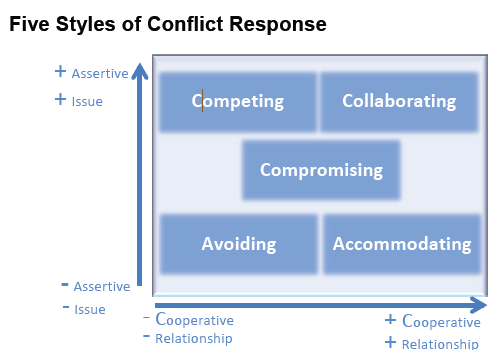 Five Styles of Conflict Response
+ Assertive
+ Issue
Competing
Collaborating
Compromising
Avoiding
Accommodating
- Assertive
- Issue
- Cooperative
- Relationship
+ Cooperative
+ Relationship